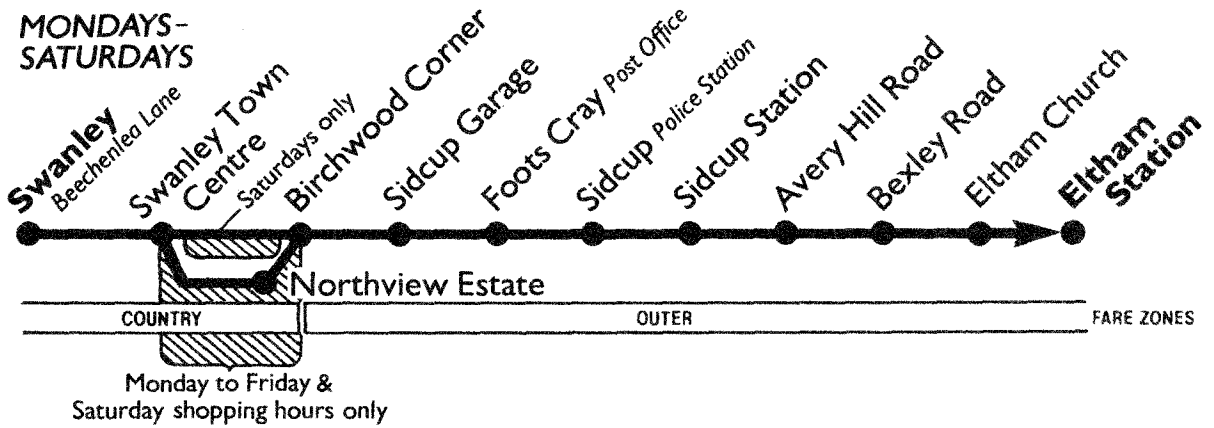 MONDAYS-
SATURDAYS
Swanley
Beechenlea Lane
Swanley Town
Centre
Saturdays only
Birchwood Corner
Sidcup Garage
Foots Cray Post Office
Sidcup Police Station
Sidcup Station
Avery Hill Road
Bexley Road
Eltham Church
Eltham
Station
Northview Estate
COUNTRY
OUTER
FARE ZONES
Monday to Friday &
Saturday shopping hours only